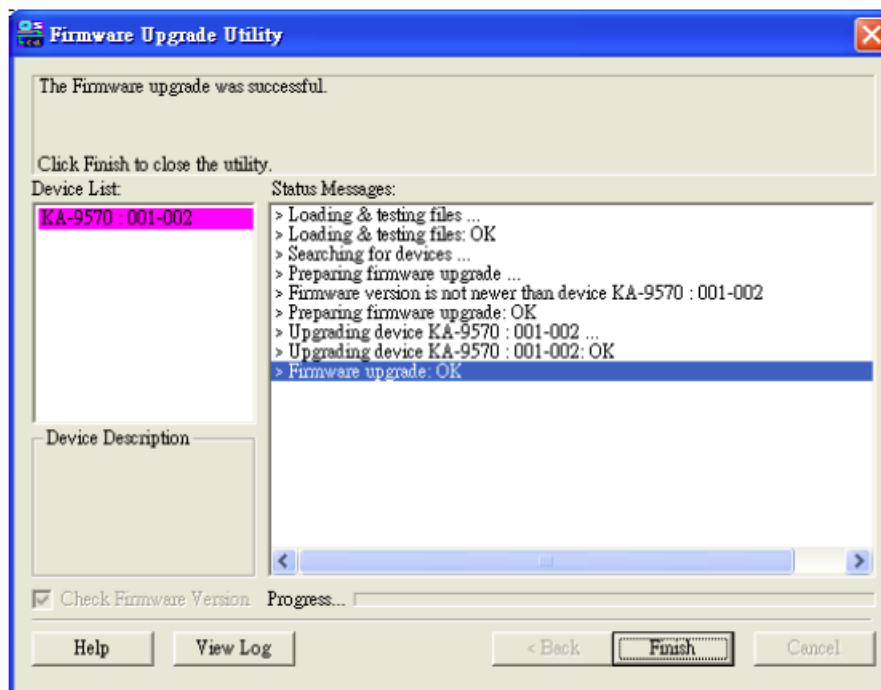 Firmware Upgrade Utility
The Firmware upgrade was successful.
Click Finish to close the utility.
Device List:
KA-9570 : 001-002
Status Messages:
> Loading & testing files ...
> Loading & testing files: OK
> Searching for devices ...
> Preparing firmware upgrade ...
> Firmware version is not newer than device KA-9570 : 001-002
> Preparing firmware upgrade: OK
> Upgrading device KA-9570 : 001-002 ...
> Upgrading device KA-9570 : 001-002: OK
> Firmware upgrade: OK
Device Description
Check Firmware Version
Progress...
Help
View Log
< Back
Finish
Cancel